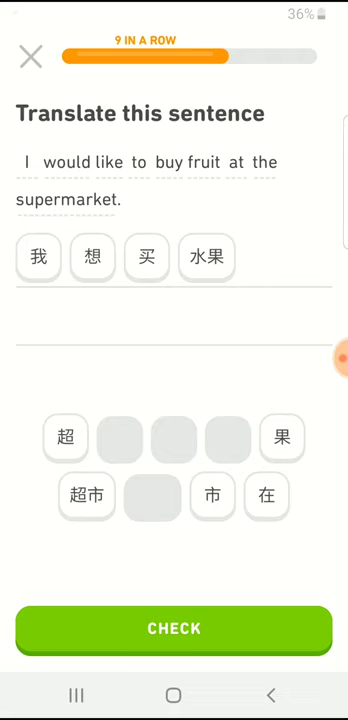 36%
9 IN A ROW
Translate this sentence
I would like to buy fruit at the
supermarket.
我 想 买 水果
超 果
超市 市 在
CHECK